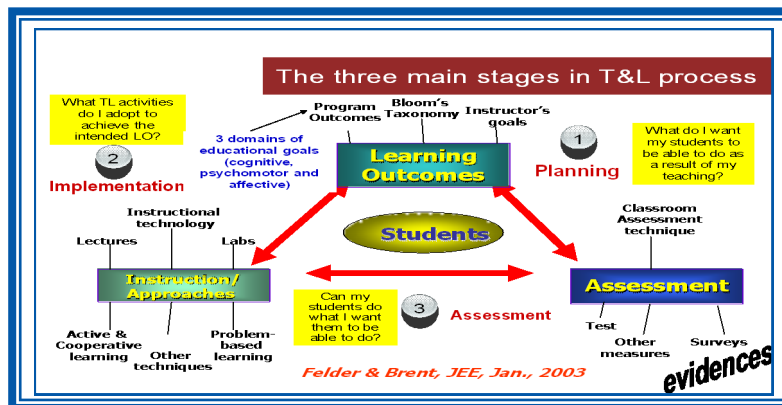 The three main stages in T&L process
What TL activities
do I adopt to
achieve the
intended LO?
2
Implementation
3 domains of
educational goals
(cognitive,
psychomotor and
affective)
Program
Outcomes
Bloom's
Taxonomy
Instructor's
goals
Learning
Outcomes
1
Planning
What do I want
my students to
be able to do as
a result of my
teaching?
Students
Instructional
technology
Lectures
Labs
Instruction/
Approaches
Active &
Cooperative
learning
Other
techniques
Problem-
based
learning
Classroom
Assessment
technique
Assessment
Test
Other
measures
Surveys
evidences
Can my
students do
what I want
them to be
able to do?
3
Assessment
Felder & Brent, JEE, Jan., 2003